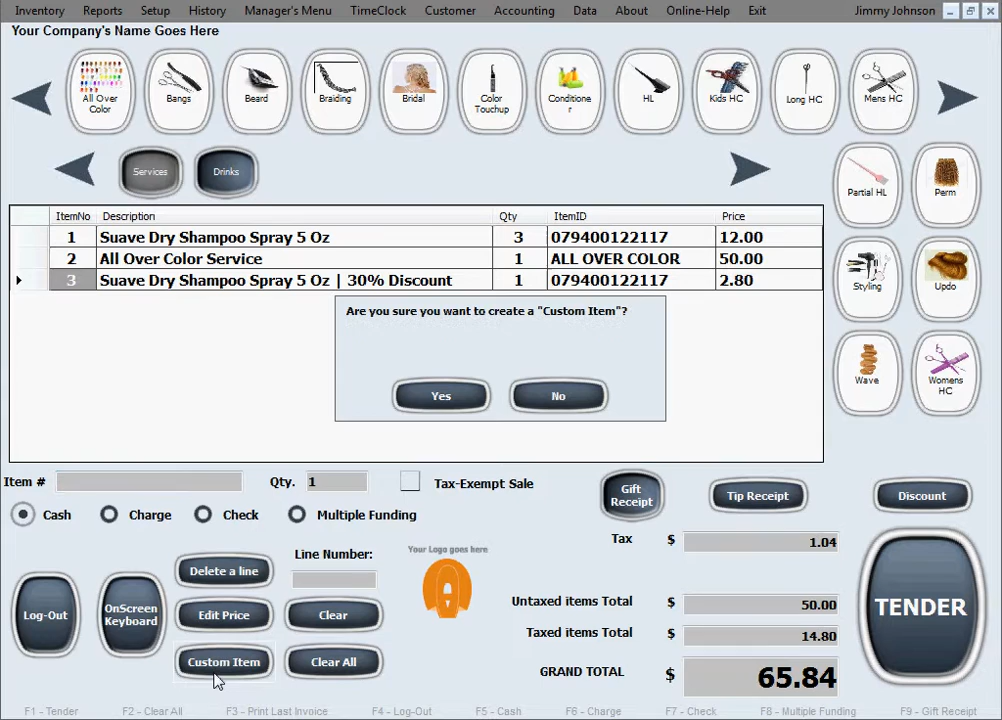 Inventory Reports Setup History Manager's Menu TimeClock Customer Accounting Data About Online-Help Exit Jimmy Johnson
Your Company's Name Goes Here
All Over Color
Bangs
Beard
Braiding
Bridal
Color Touchup
Conditione
r
HL
Kids HC
Long HC
Mens HC
Services Drinks
Partial HL
Perm
Styling
Updo
Wave
Womens HC
ItemNo Description Qty ItemID Price
1 Suave Dry Shampoo Spray 5 Oz 3 079400122117 12.00
2 All Over Color Service 1 ALL OVER COLOR 50.00
3 Suave Dry Shampoo Spray 5 Oz | 30% Discount 1 079400122117 2.80
Are you sure you want to create a "Custom Item"?
Yes No
Item # Qty. 1 Tax-Exempt Sale
Gift Receipt
Tip Receipt
Discount
Cash Charge Check Multiple Funding
Tax $ 1.04
Delete a line
Line Number:
Your Logo goes here
Log-Out
OnScreen Keyboard
Edit Price
Clear
Untaxed items Total $ 50.00
Taxed items Total $ 14.80
TENDER
Custom Item
Clear All
GRAND TOTAL $ 65.84
F1 - Tender F2 - Clear All F3 - Print Last Invoice F4 - Log-Out F5 - Cash F6 - Charge F7 - Check F8 - Multiple Funding F9 - Gift Receipt